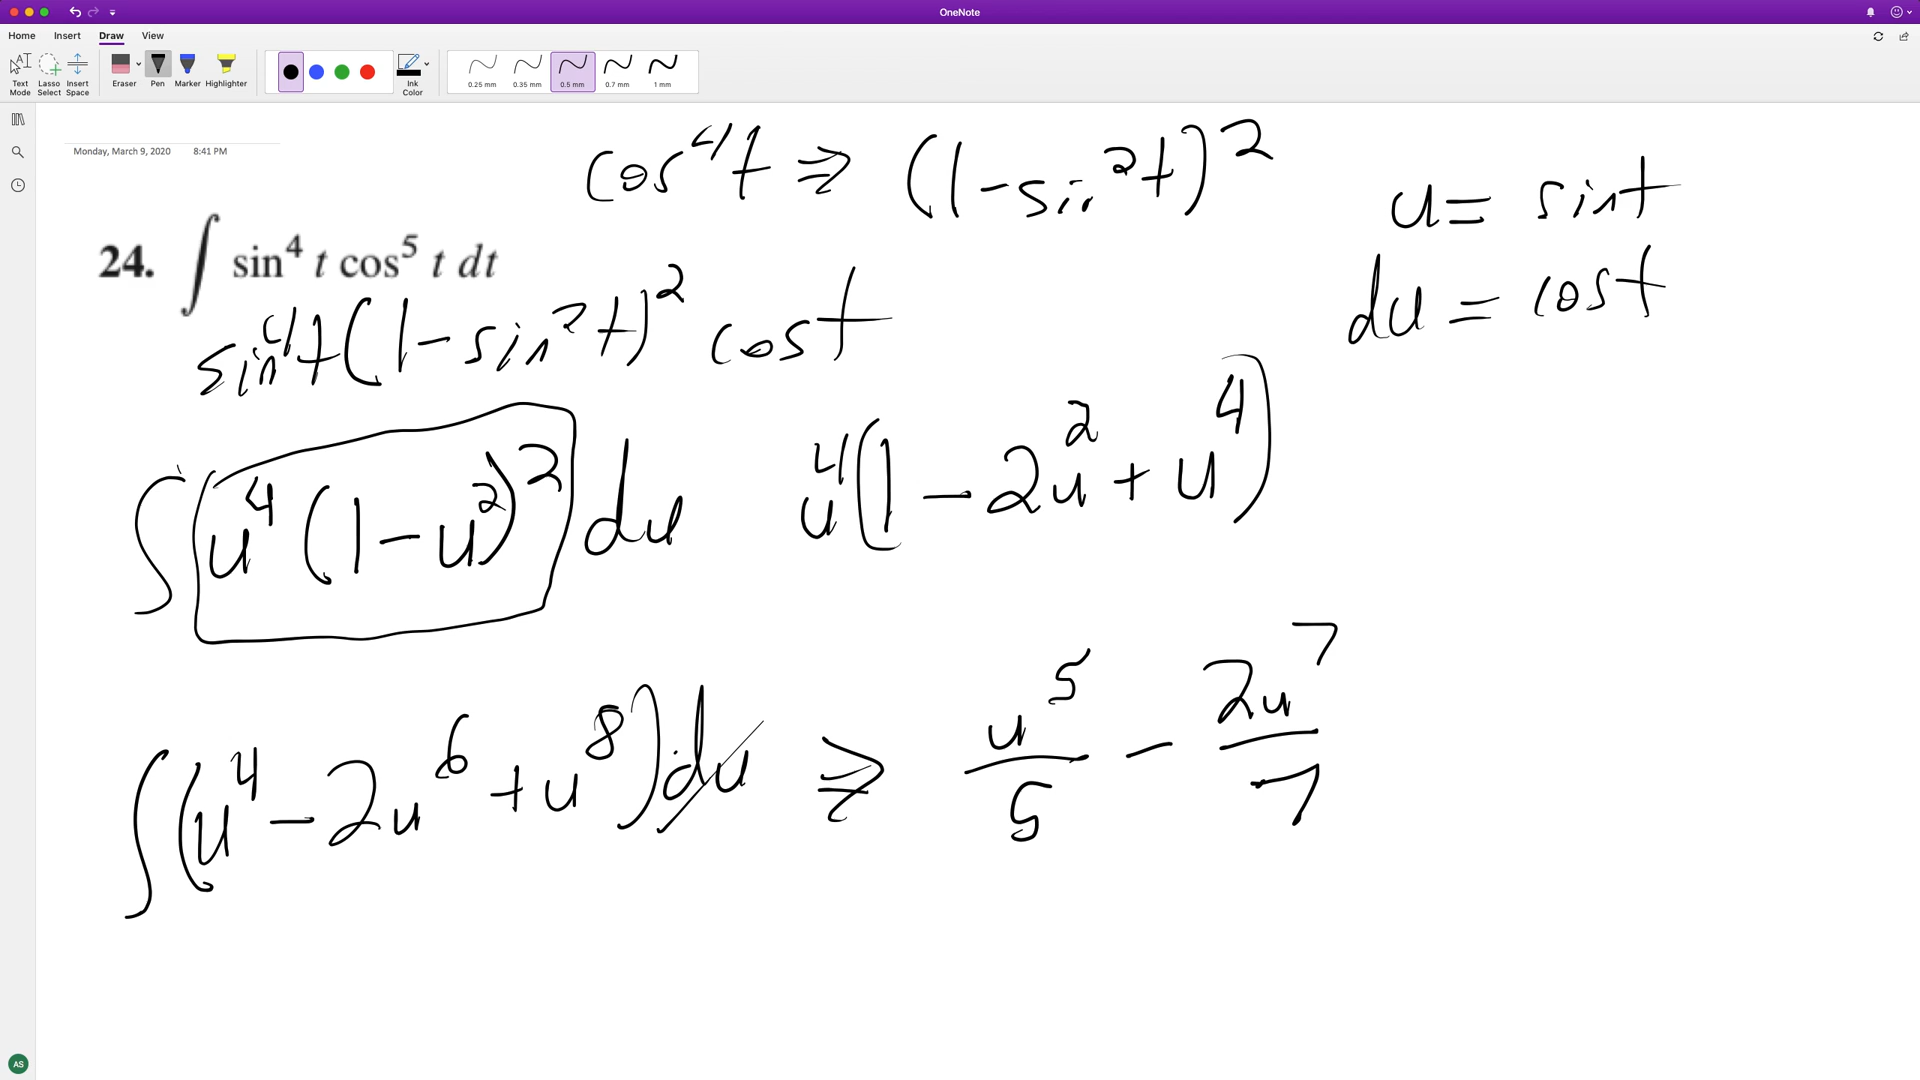 OneNote
Home Insert Draw View
Text Mode Lasso Select Insert Space Eraser Pen Marker Highlighter Ink Color 0.25 mm 0.35 mm 0.5 mm 0.7 mm 1 mm
Monday, March 9, 2020 8:41 PM
cos⁴t ⇒ (1-sin²t)²
u = sint
du = cost
24. ∫ sin⁴ t cos⁵ t dt
sin⁴t(1-sin²t)² cost
∫ u⁴(1-u²)² du
u⁴(1-2u²+u⁴)
∫(u⁴-2u⁶+u⁸)du ⇒ u⁵/5 - 2u⁷/7
AS